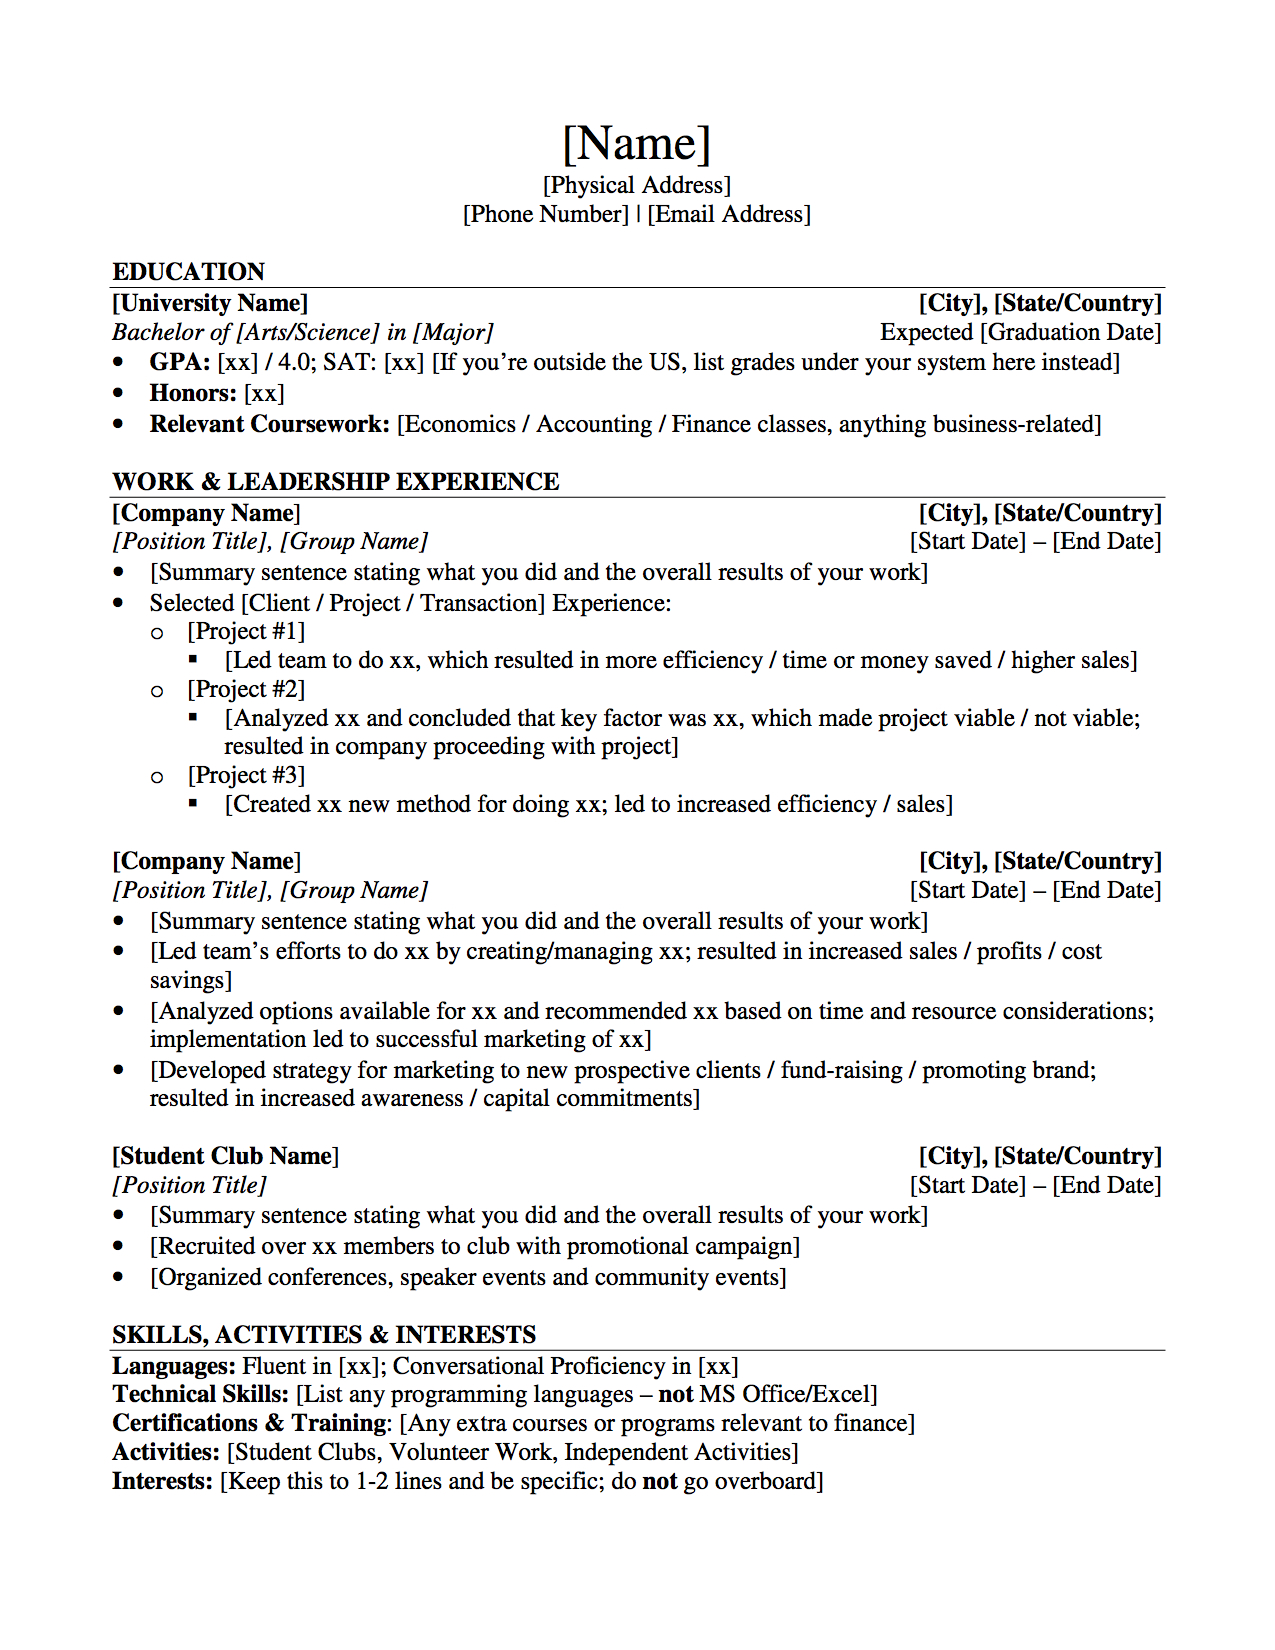 [Name]
[Physical Address]
[Phone Number] | [Email Address]
EDUCATION
[University Name] [City], [State/Country]
Bachelor of [Arts/Science] in [Major] Expected [Graduation Date]
• GPA: [xx] / 4.0; SAT: [xx] [If you’re outside the US, list grades under your system here instead]
• Honors: [xx]
• Relevant Coursework: [Economics / Accounting / Finance classes, anything business-related]
WORK & LEADERSHIP EXPERIENCE
[Company Name] [City], [State/Country]
[Position Title], [Group Name] [Start Date] – [End Date]
• [Summary sentence stating what you did and the overall results of your work]
• Selected [Client / Project / Transaction] Experience:
o [Project #1]
▪ [Led team to do xx, which resulted in more efficiency / time or money saved / higher sales]
o [Project #2]
▪ [Analyzed xx and concluded that key factor was xx, which made project viable / not viable;
resulted in company proceeding with project]
o [Project #3]
▪ [Created xx new method for doing xx; led to increased efficiency / sales]
[Company Name] [City], [State/Country]
[Position Title], [Group Name] [Start Date] – [End Date]
• [Summary sentence stating what you did and the overall results of your work]
• [Led team’s efforts to do xx by creating/managing xx; resulted in increased sales / profits / cost
savings]
• [Analyzed options available for xx and recommended xx based on time and resource considerations;
implementation led to successful marketing of xx]
• [Developed strategy for marketing to new prospective clients / fund-raising / promoting brand;
resulted in increased awareness / capital commitments]
[Student Club Name] [City], [State/Country]
[Position Title] [Start Date] – [End Date]
• [Summary sentence stating what you did and the overall results of your work]
• [Recruited over xx members to club with promotional campaign]
• [Organized conferences, speaker events and community events]
SKILLS, ACTIVITIES & INTERESTS
Languages: Fluent in [xx]; Conversational Proficiency in [xx]
Technical Skills: [List any programming languages – not MS Office/Excel]
Certifications & Training: [Any extra courses or programs relevant to finance]
Activities: [Student Clubs, Volunteer Work, Independent Activities]
Interests: [Keep this to 1-2 lines and be specific; do not go overboard]